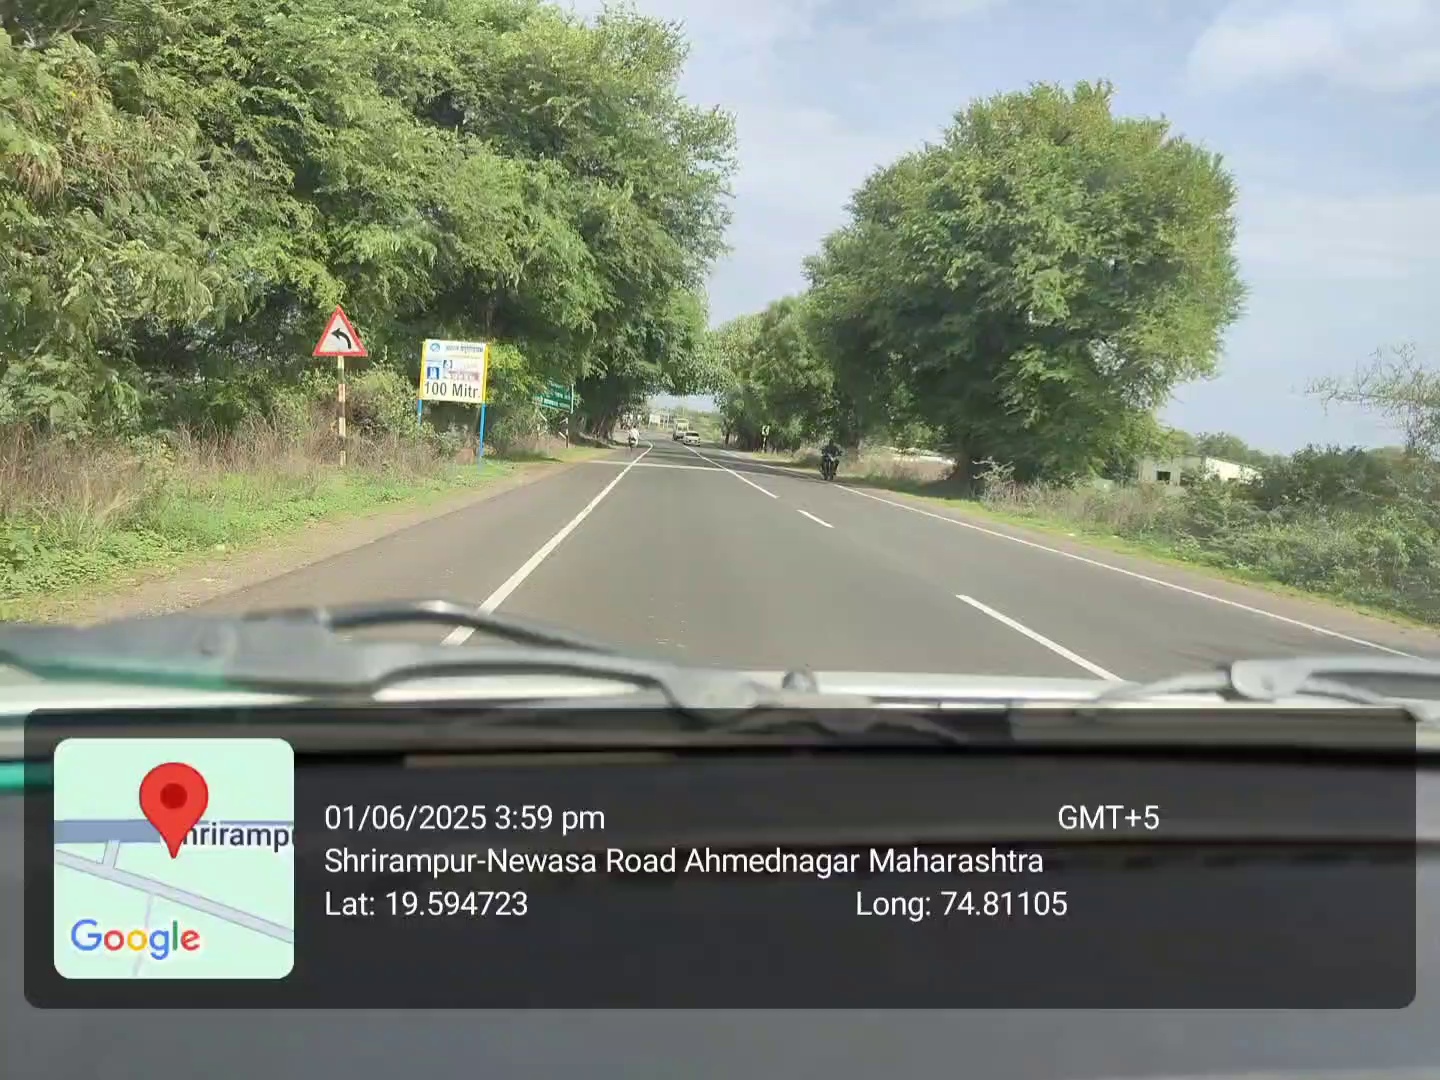 100 Mitr.
01/06/2025 3:59 pm
GMT+5
Shrirampur-Newasa Road Ahmednagar Maharashtra
Lat: 19.594723
Long: 74.81105
hrirampu
Google